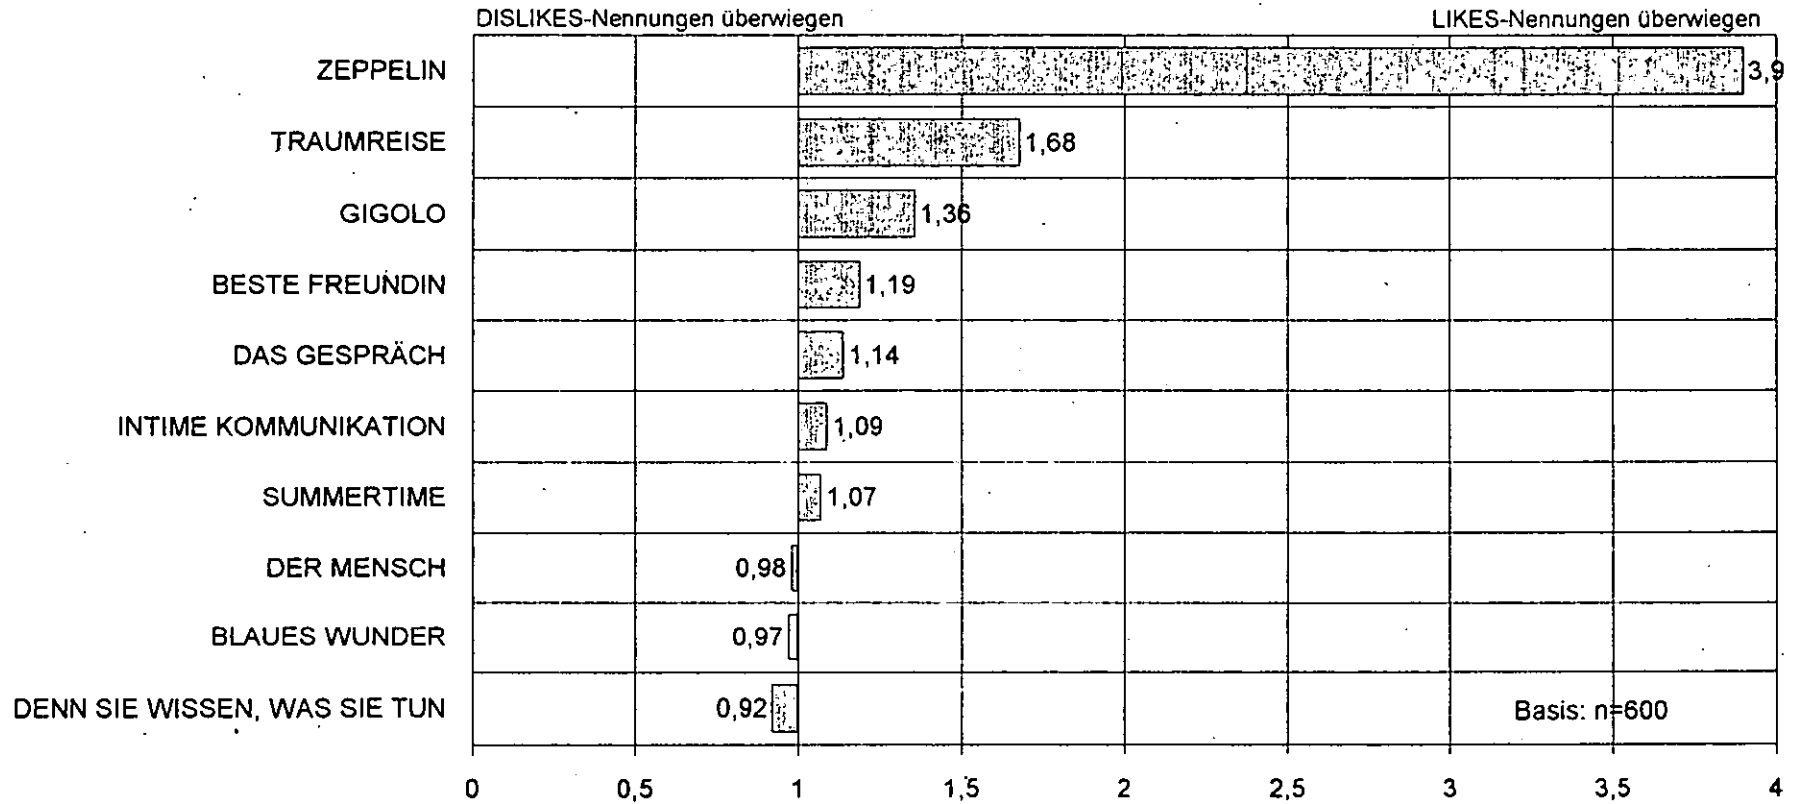 DISLIKES-Nennungen überwiegen LIKES-Nennungen überwiegen
ZEPPELIN 3,9
TRAUMREISE 1,68
GIGOLO 1,36
BESTE FREUNDIN 1,19
DAS GESPRÄCH 1,14
INTIME KOMMUNIKATION 1,09
SUMMERTIME 1,07
DER MENSCH 0,98
BLAUES WUNDER 0,97
DENN SIE WISSEN, WAS SIE TUN 0,92 Basis: n=600
0 0,5 1 1,5 2 2,5 3 3,5 4